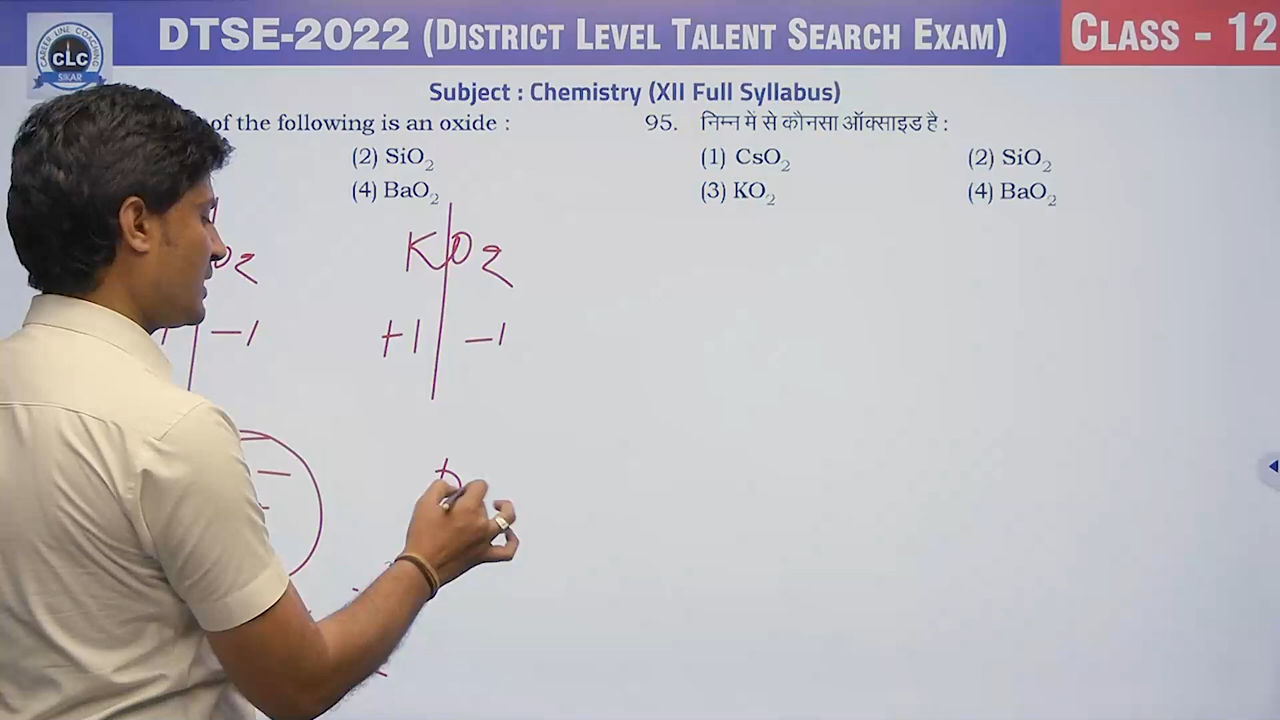 DTSE-2022 (DISTRICT LEVEL TALENT SEARCH EXAM)
CLASS - 12
CAREER LINE COACHING
CLC
SIKAR
Subject : Chemistry (XII Full Syllabus)
of the following is an oxide :
(2) SiO₂
(4) BaO₂
95. निम्न में से कौनसा ऑक्साइड है :
(1) CsO₂ (2) SiO₂
(3) KO₂ (4) BaO₂
O₂ KO₂
−1 +1 −1